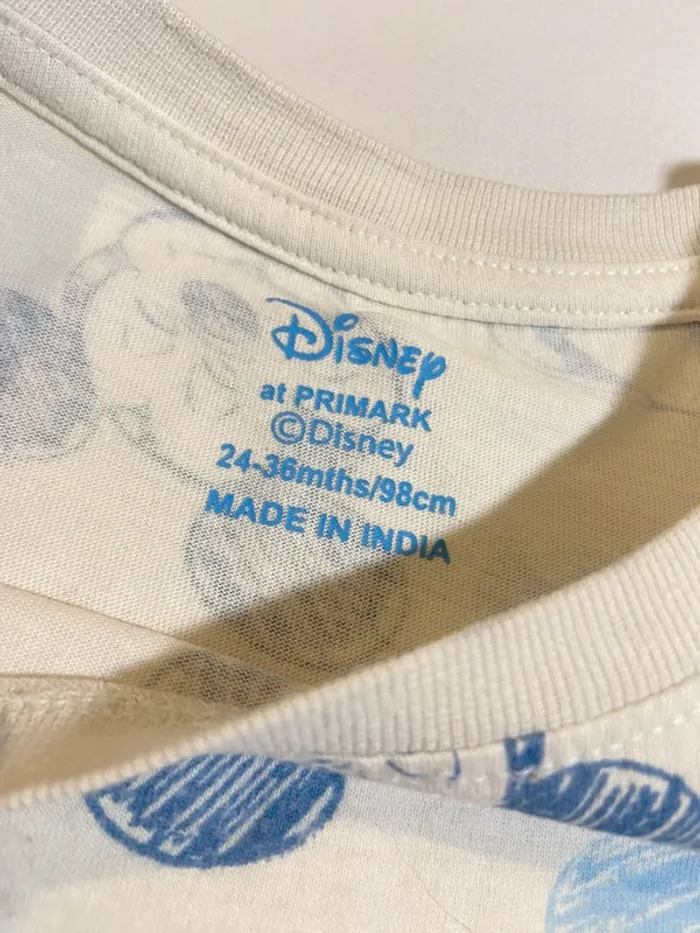 Disney
at PRIMARK
©Disney
24-36mths/98cm
MADE IN INDIA